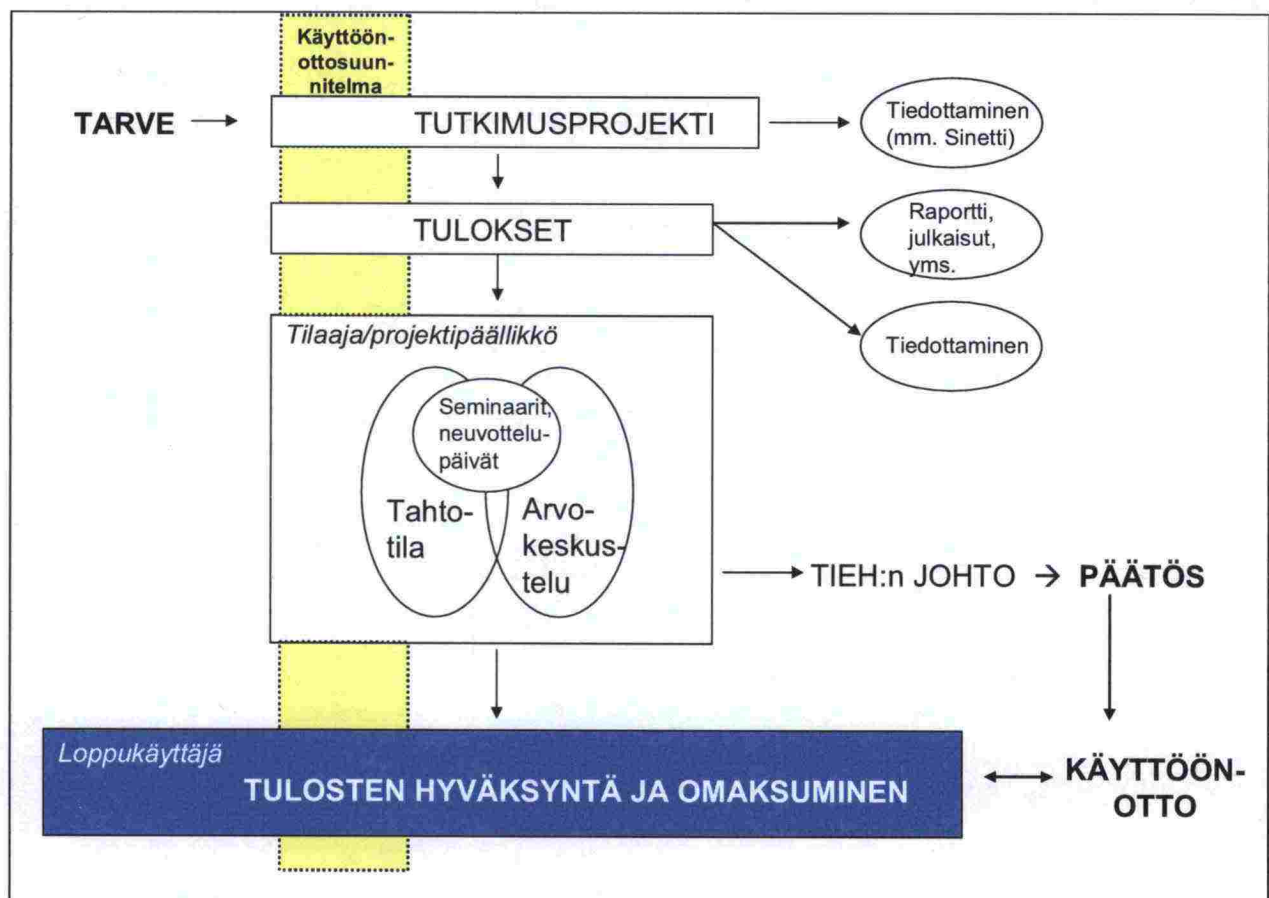 Käyttöön-
ottosuun-
nitelma
TARVE →
TUTKIMUSPROJEKTI
Tiedottaminen
(mm. Sinetti)
TULOKSET
Raportti,
julkaisut,
yms.
Tiedottaminen
Tilaaja/projektipäällikkö
Seminaarit,
neuvottelu-
päivät
Tahto-
tila
Arvo-
keskus-
telu
TIEH:n JOHTO → PÄÄTÖS
Loppukäyttäjä
TULOSTEN HYVÄKSYNTÄ JA OMAKSUMINEN
KÄYTTÖÖN-
OTTO